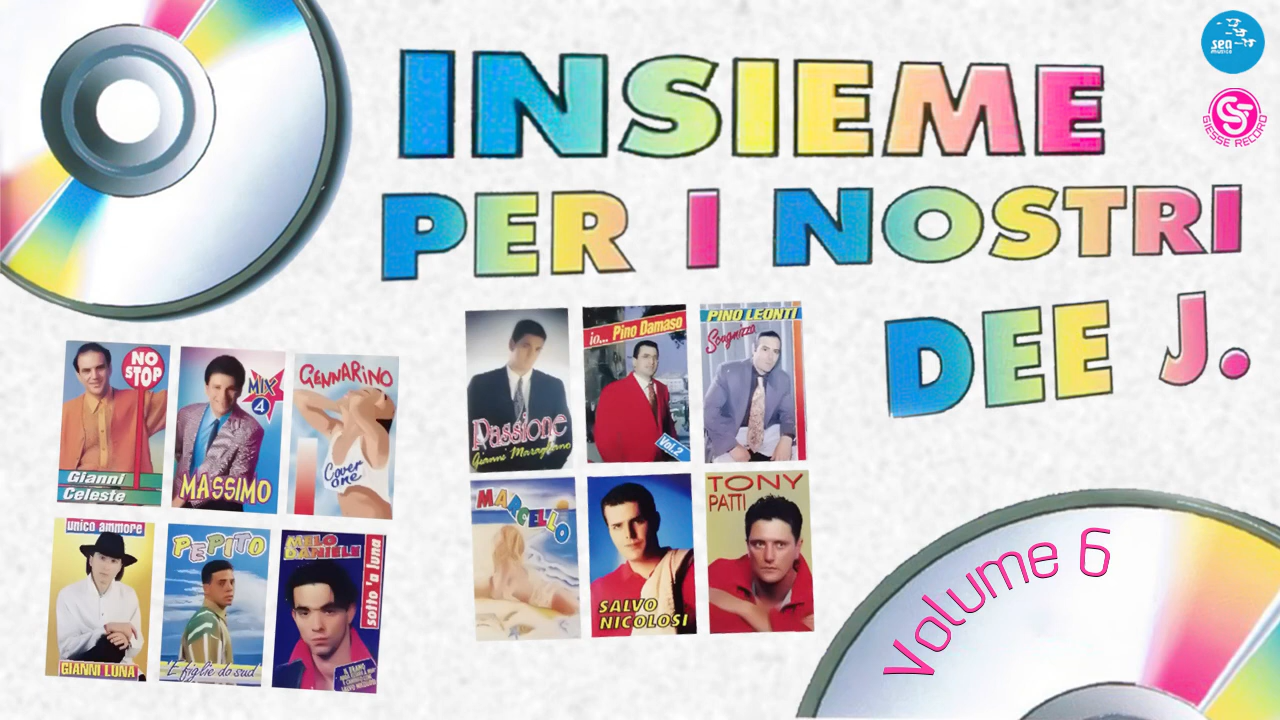 INSIEME
PER I NOSTRI
DEE J.
sea
musica
GIESSE RECORD
NO
STOP
Gianni
Celeste
MIX
4
MASSIMO
GENNARINO
Cover
one
Passione
Gianni Maragliano
io... Pino Damaso
Vol.2
PINO LEONTI
Scugnizzo
unico ammore
GIANNI LUNA
PEPITO
'E figlie do sud
MELO
DANIELE
sotto 'a luna
MARCELLO
SALVO
NICOLOSI
TONY
PATTI
Volume 6